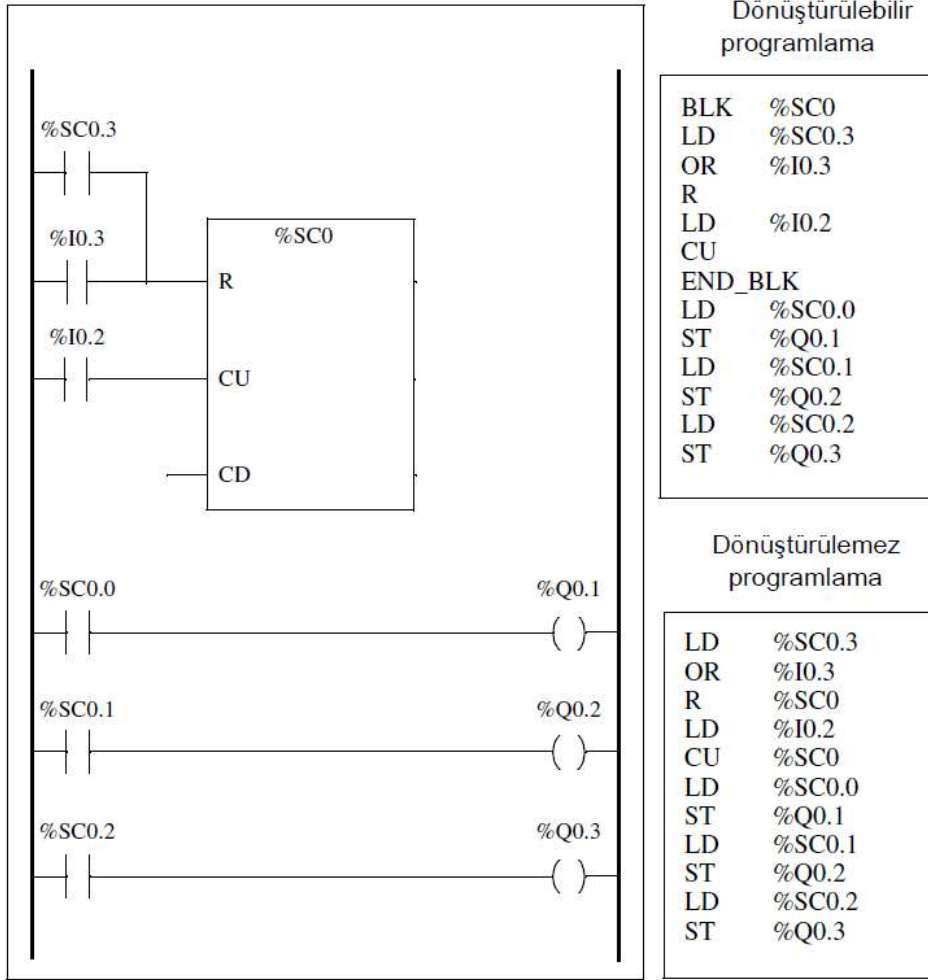 %SC0.3
%I0.3
%SC0
R
%I0.2
CU
CD
%SC0.0
%Q0.1
%SC0.1
%Q0.2
%SC0.2
%Q0.3
Dönüştürülebilir
programlama
BLK %SC0
LD %SC0.3
OR %I0.3
R
LD %I0.2
CU
END_BLK
LD %SC0.0
ST %Q0.1
LD %SC0.1
ST %Q0.2
LD %SC0.2
ST %Q0.3
Dönüştürülemez
programlama
LD %SC0.3
OR %I0.3
R %SC0
LD %I0.2
CU %SC0
LD %SC0.0
ST %Q0.1
LD %SC0.1
ST %Q0.2
LD %SC0.2
ST %Q0.3